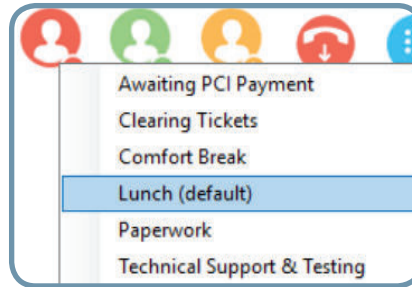 Awaiting PCI Payment
Clearing Tickets
Comfort Break
Lunch (default)
Paperwork
Technical Support & Testing